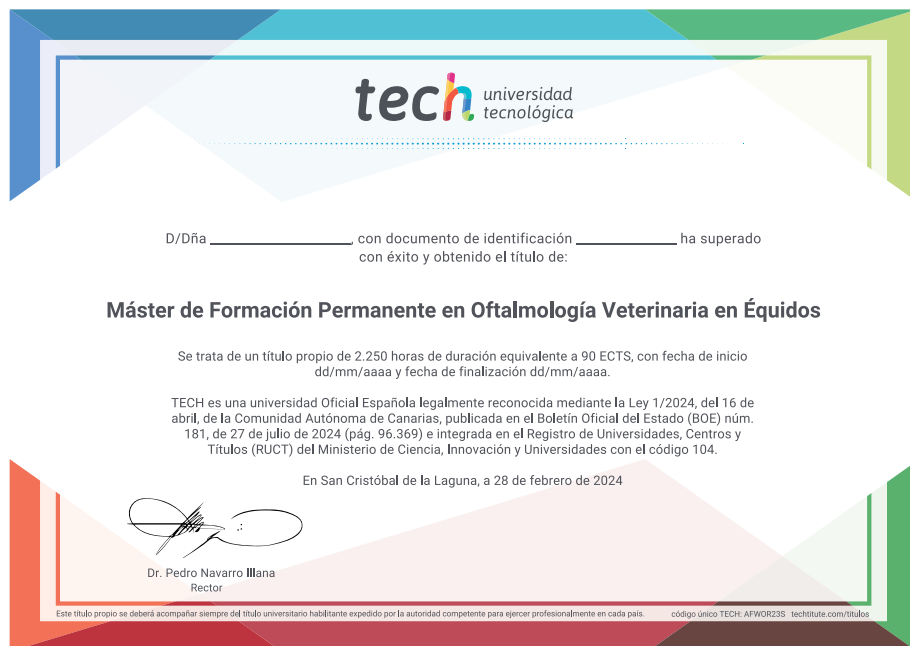 tech universidad
tecnológica
D/Dña ______________, con documento de identificación ____________ ha superado
con éxito y obtenido el título de:
Máster de Formación Permanente en Oftalmología Veterinaria en Équidos
Se trata de un título propio de 2.250 horas de duración equivalente a 90 ECTS, con fecha de inicio
dd/mm/aaaa y fecha de finalización dd/mm/aaaa.
TECH es una universidad Oficial Española legalmente reconocida mediante la Ley 1/2024, del 16 de
abril, de la Comunidad Autónoma de Canarias, publicada en el Boletín Oficial del Estado (BOE) núm.
181, de 27 de julio de 2024 (pág. 96.369) e integrada en el Registro de Universidades, Centros y
Títulos (RUCT) del Ministerio de Ciencia, Innovación y Universidades con el código 104.
En San Cristóbal de la Laguna, a 28 de febrero de 2024
Dr. Pedro Navarro Illana
Rector
Este título propio se deberá acompañar siempre del título universitario habilitante expedido por la autoridad competente para ejercer profesionalmente en cada país. código único TECH: AFWOR23S techtitute.com/titulos